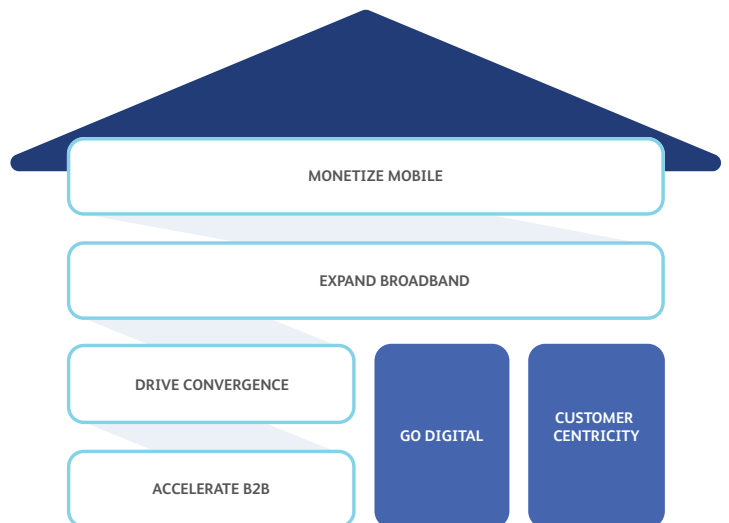 MONETIZE MOBILE
EXPAND BROADBAND
DRIVE CONVERGENCE
GO DIGITAL
CUSTOMER
CENTRICITY
ACCELERATE B2B